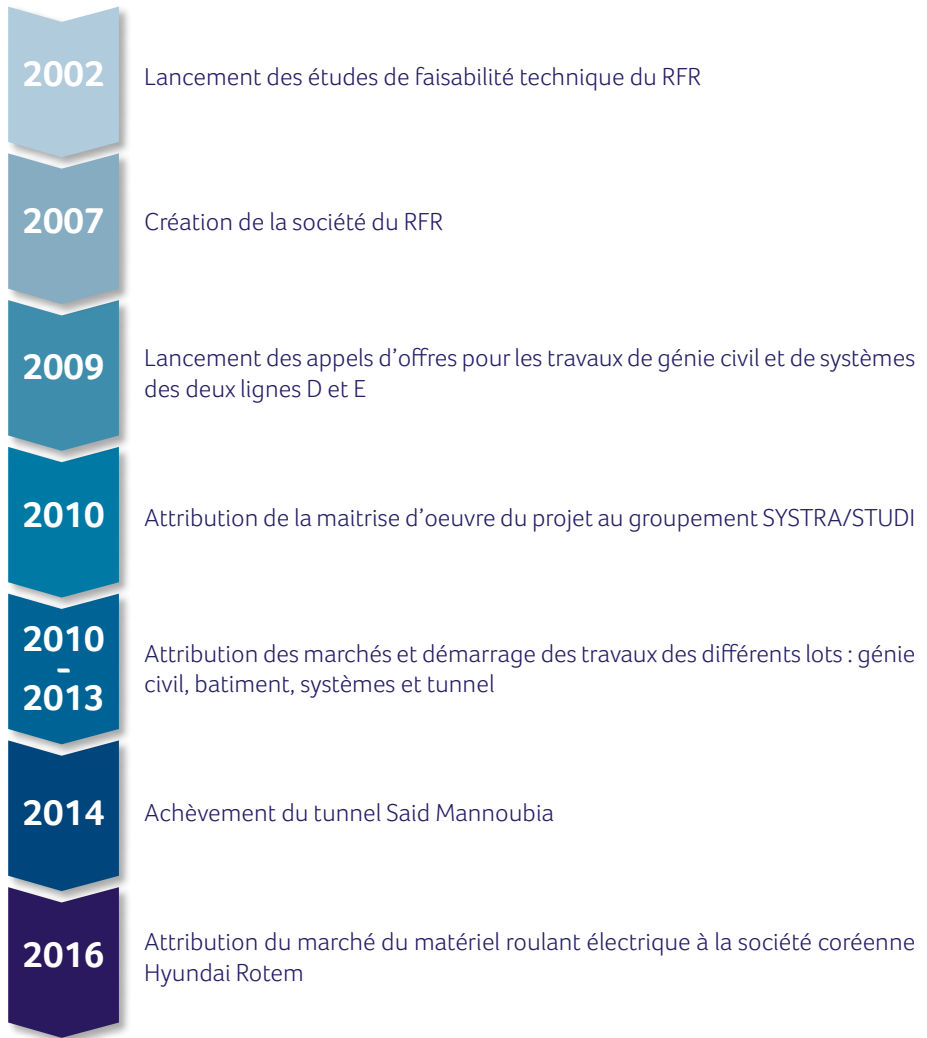 2002
Lancement des études de faisabilité technique du RFR
2007
Création de la société du RFR
2009
Lancement des appels d’offres pour les travaux de génie civil et de systèmes
des deux lignes D et E
2010
Attribution de la maitrise d’oeuvre du projet au groupement SYSTRA/STUDI
2010
-
2013
Attribution des marchés et démarrage des travaux des différents lots : génie
civil, batiment, systèmes et tunnel
2014
Achèvement du tunnel Said Mannoubia
2016
Attribution du marché du matériel roulant électrique à la société coréenne
Hyundai Rotem